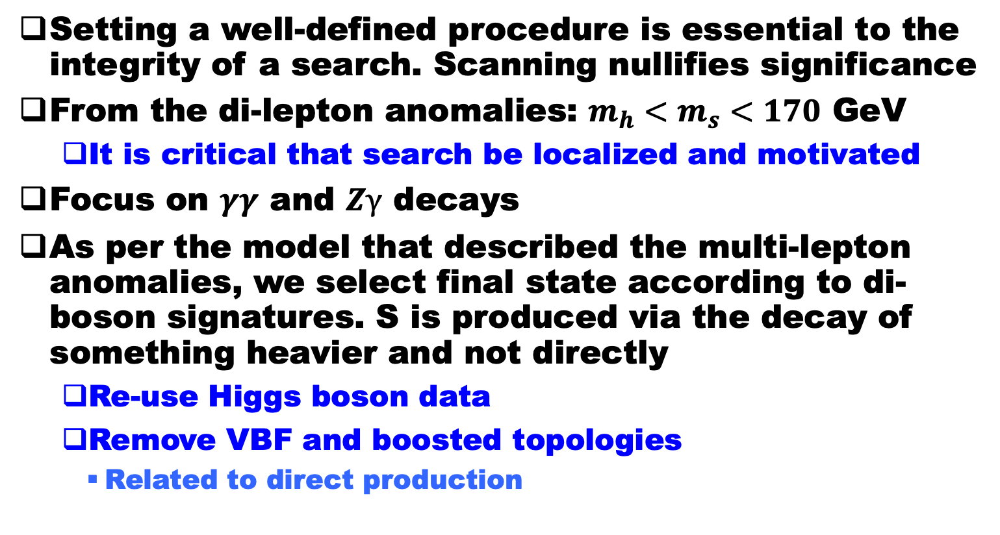 ❑Setting a well-defined procedure is essential to the
integrity of a search. Scanning nullifies significance
❑From the di-lepton anomalies: m_h < m_s < 170 GeV
❑It is critical that search be localized and motivated
❑Focus on γγ and Zγ decays
❑As per the model that described the multi-lepton
anomalies, we select final state according to di-
boson signatures. S is produced via the decay of
something heavier and not directly
❑Re-use Higgs boson data
❑Remove VBF and boosted topologies
▪ Related to direct production